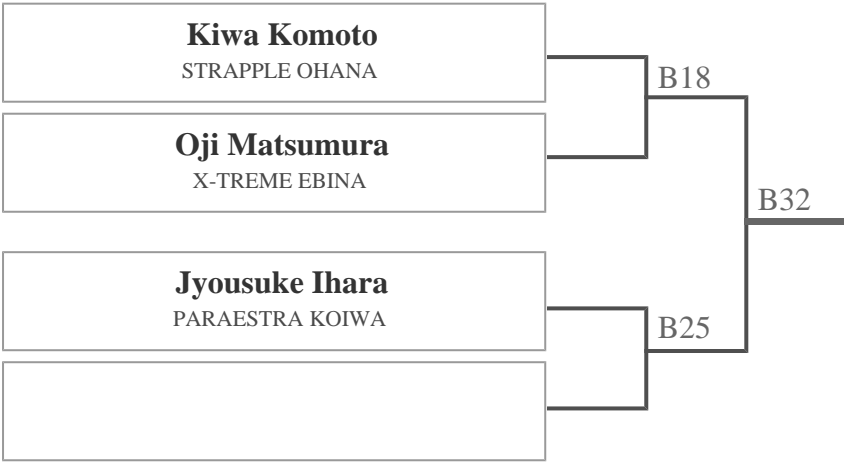 Kiwa Komoto
STRAPPLE OHANA
B18
Oji Matsumura
X-TREME EBINA
B32
Jyousuke Ihara
PARAESTRA KOIWA
B25